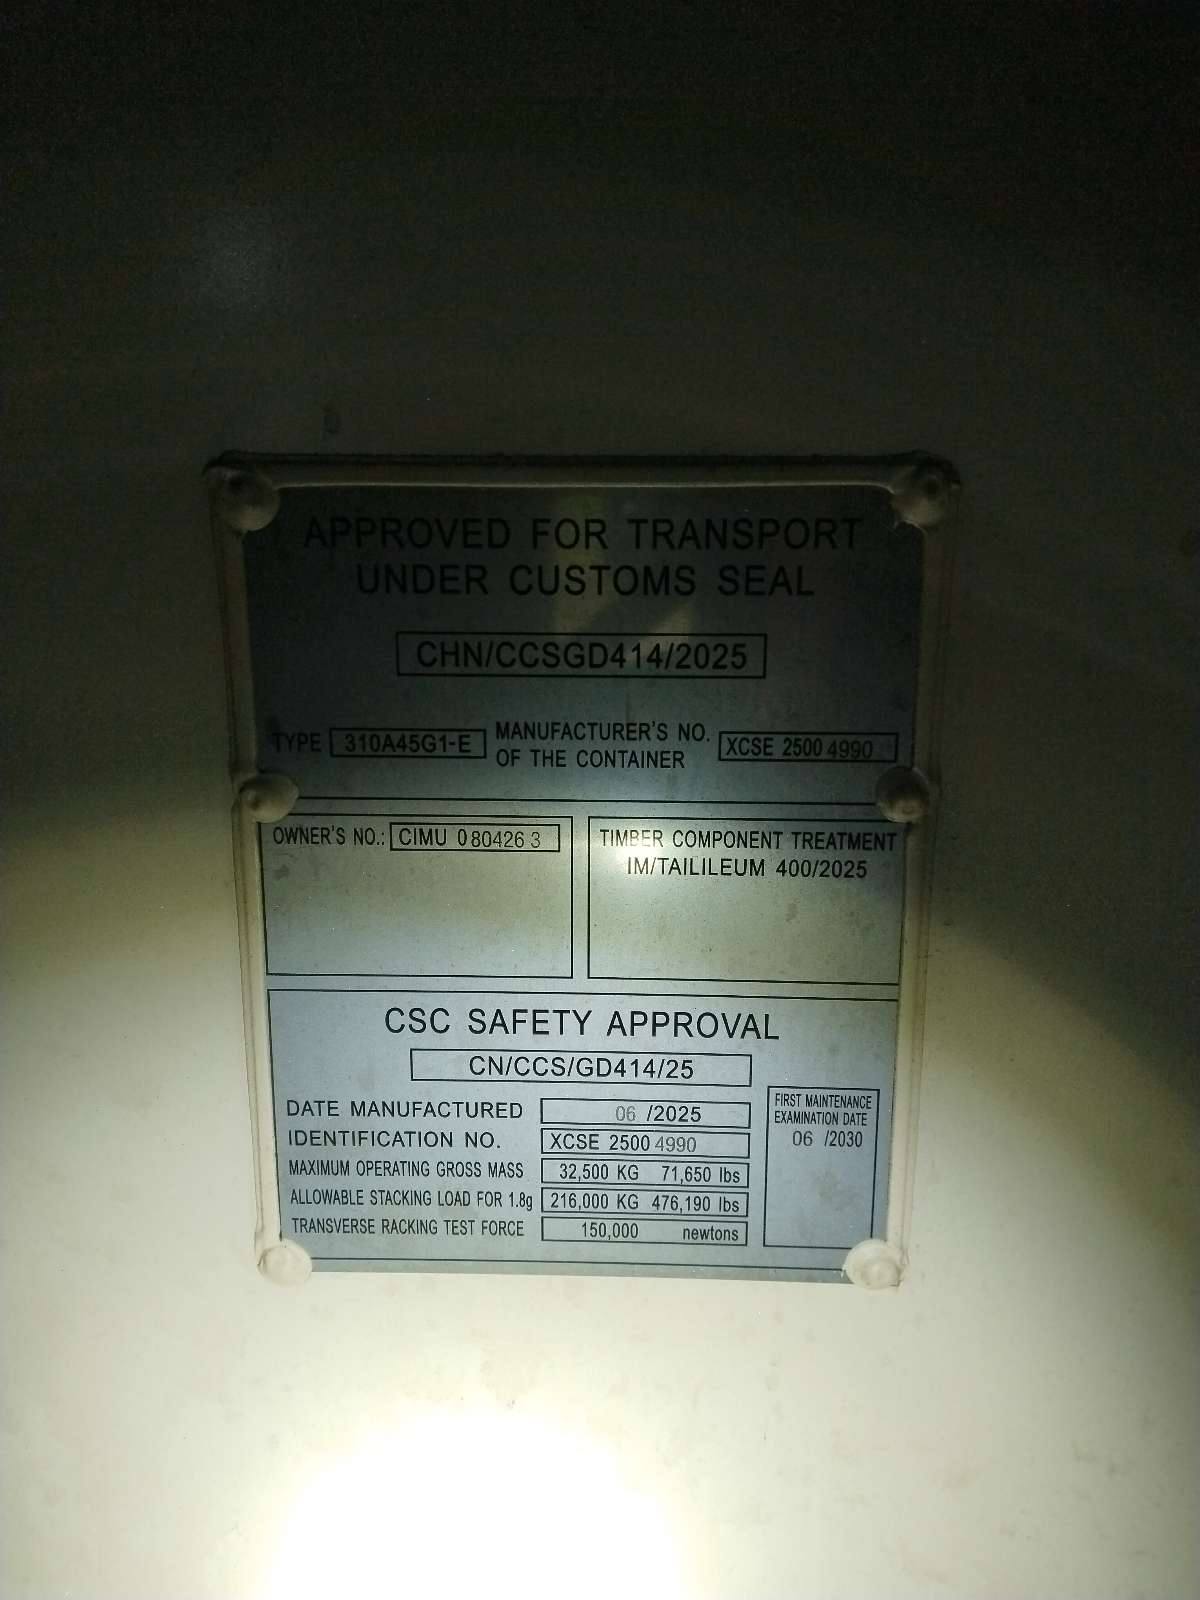 APPROVED FOR TRANSPORT
UNDER CUSTOMS SEAL
CHN/CCSGD414/2025
TYPE 310A45G1-E MANUFACTURER'S NO. OF THE CONTAINER XCSE 2500 4990
OWNER'S NO.: CIMU 080426 3
TIMBER COMPONENT TREATMENT
IM/TAILILEUM 400/2025
CSC SAFETY APPROVAL
CN/CCS/GD414/25
DATE MANUFACTURED 06 /2025
IDENTIFICATION NO. XCSE 2500 4990
MAXIMUM OPERATING GROSS MASS 32,500 KG 71,650 lbs
ALLOWABLE STACKING LOAD FOR 1.8g 216,000 KG 476,190 lbs
TRANSVERSE RACKING TEST FORCE 150,000 newtons
FIRST MAINTENANCE
EXAMINATION DATE
06 /2030